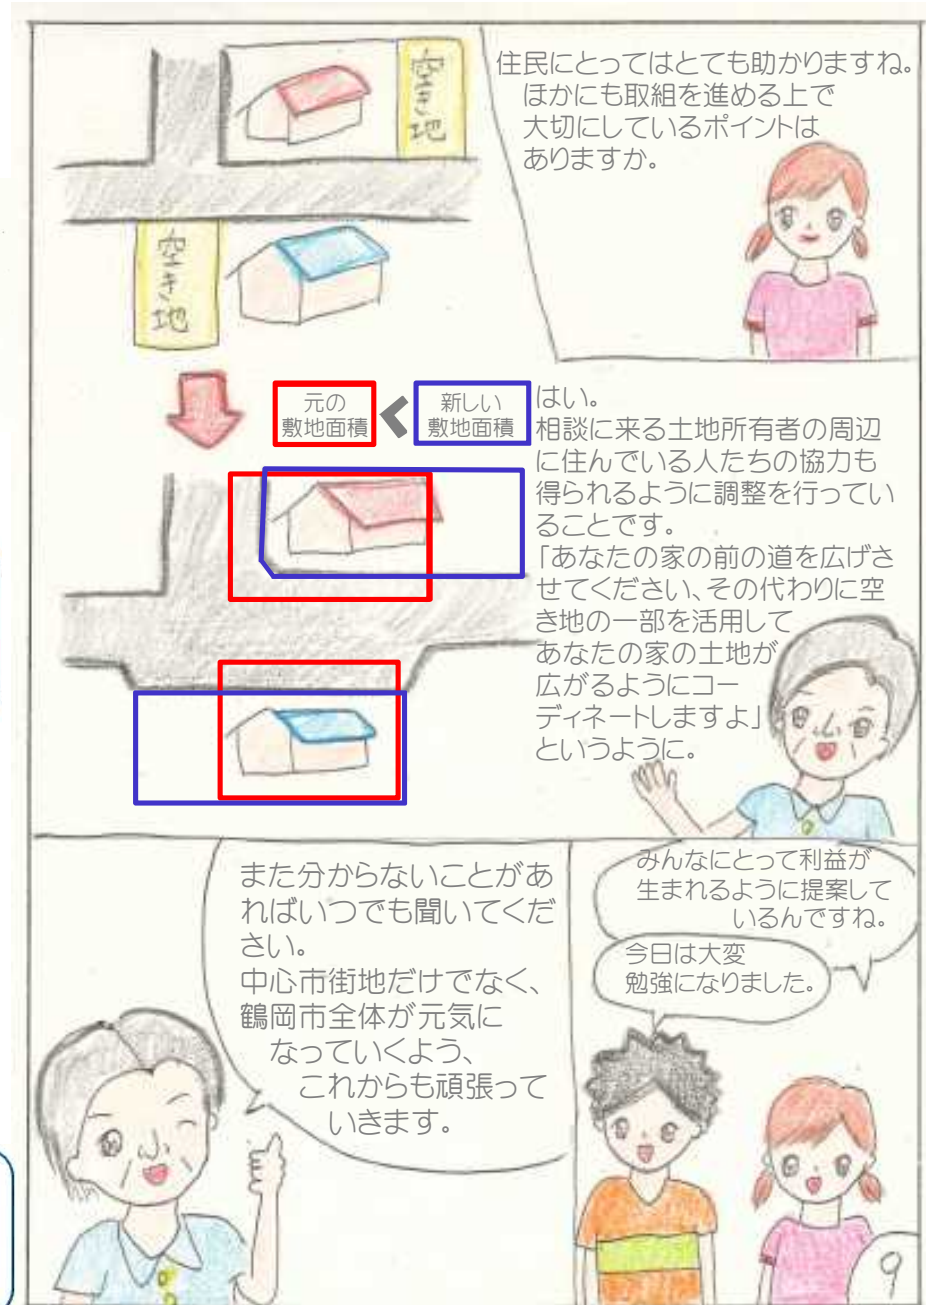 住民にとってはとても助かりますね。
ほかにも取組を進める上で
大切にしているポイントは
ありますか。
空き地
空き地
元の
敷地面積
<
新しい
敷地面積
はい。
相談に来る土地所有者の周辺
に住んでいる人たちの協力も
得られるように調整を行ってい
ることです。
「あなたの家の前の道を広げさ
せてください、その代わりに空
き地の一部を活用して
あなたの家の土地が
広がるようにコー
ディネートしますよ」
というように。
みんなにとって利益が
生まれるように提案して
いるんですね。
今日は大変
勉強になりました。
また分からないことがあ
ればいつでも聞いてくだ
さい。
中心市街地だけでなく、
鶴岡市全体が元気に
なっていくよう、
これからも頑張って
いきます。
9